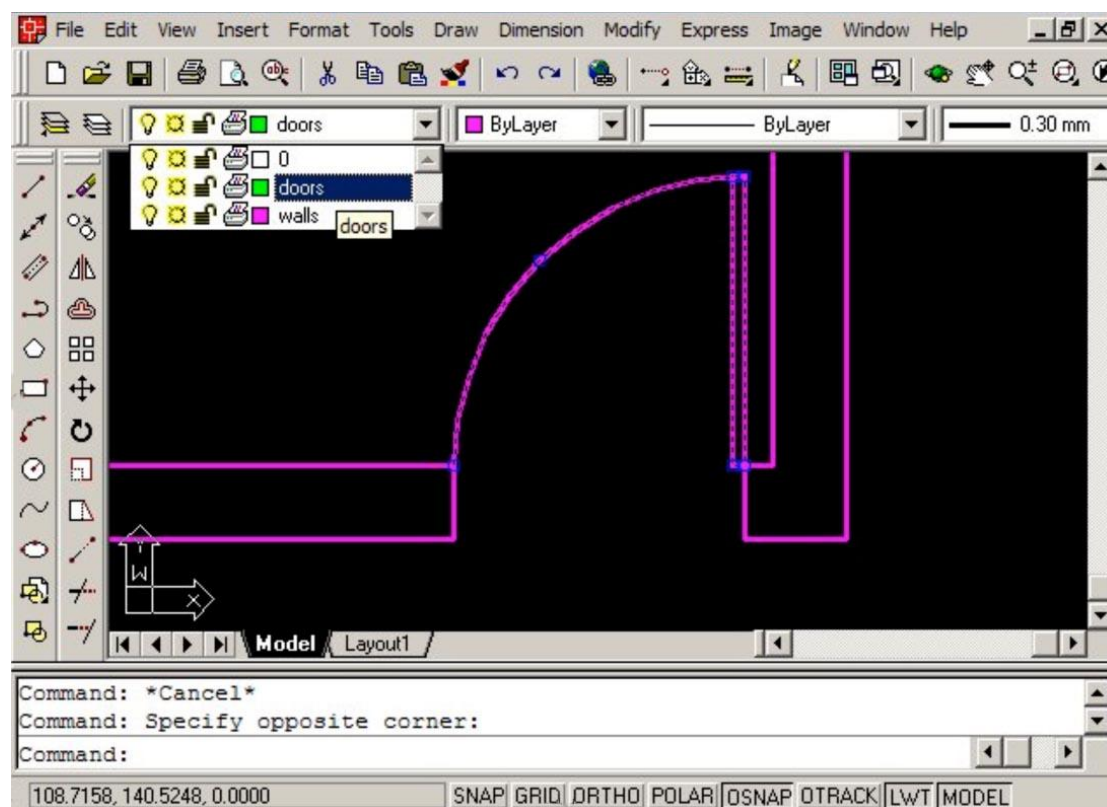 File Edit View Insert Format Tools Draw Dimension Modify Express Image Window Help
doors ByLayer ByLayer 0.30 mm
0
doors
walls
doors
W
X
Model Layout1
Command: *Cancel*
Command: Specify opposite corner:
Command:
108.7158, 140.5248, 0.0000 SNAP GRID ORTHO POLAR OSNAP OTRACK LWT MODEL